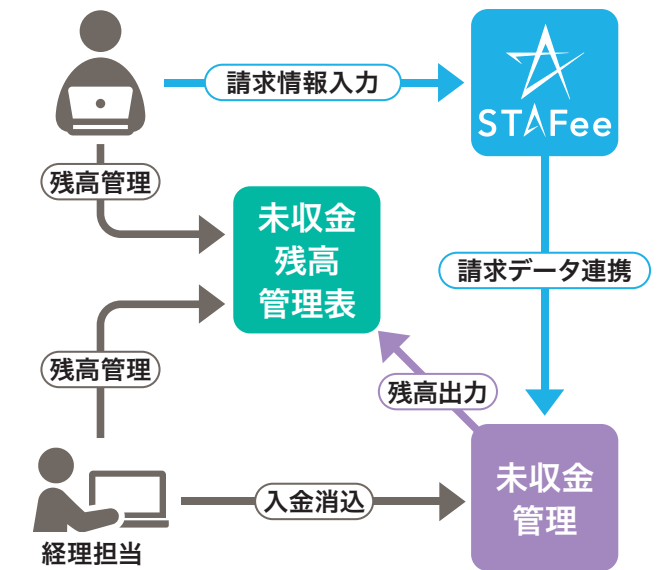 請求情報入力
STAFee
残高管理
未収金
残高
管理表
請求データ連携
残高管理
残高出力
入金消込
未収金
管理
経理担当